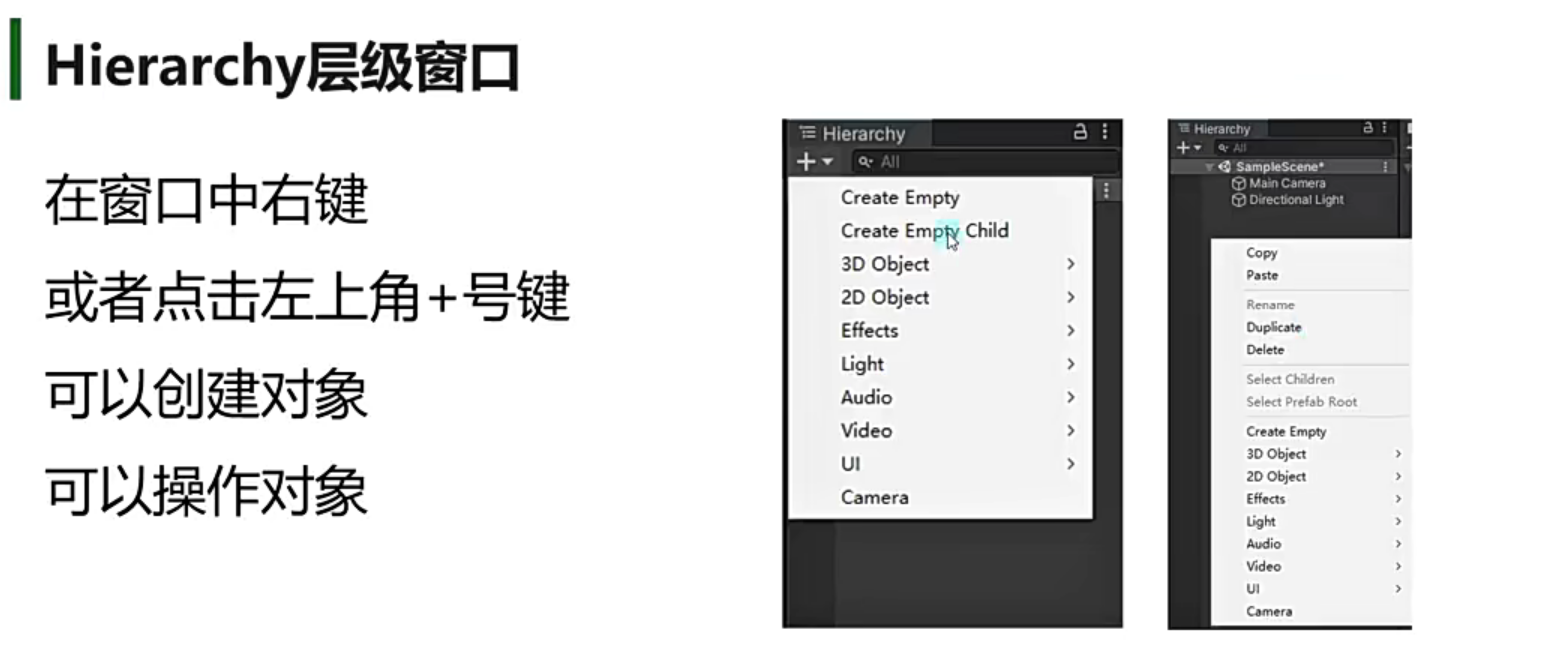 Hierarchy层级窗口
在窗口中右键
或者点击左上角+号键
可以创建对象
可以操作对象
Hierarchy
All
Create Empty
Create Empty Child
3D Object
2D Object
Effects
Light
Audio
Video
UI
Camera
Hierarchy
All
SampleScene*
Main Camera
Directional Light
Copy
Paste
Rename
Duplicate
Delete
Select Children
Select Prefab Root
Create Empty
3D Object
2D Object
Effects
Light
Audio
Video
UI
Camera